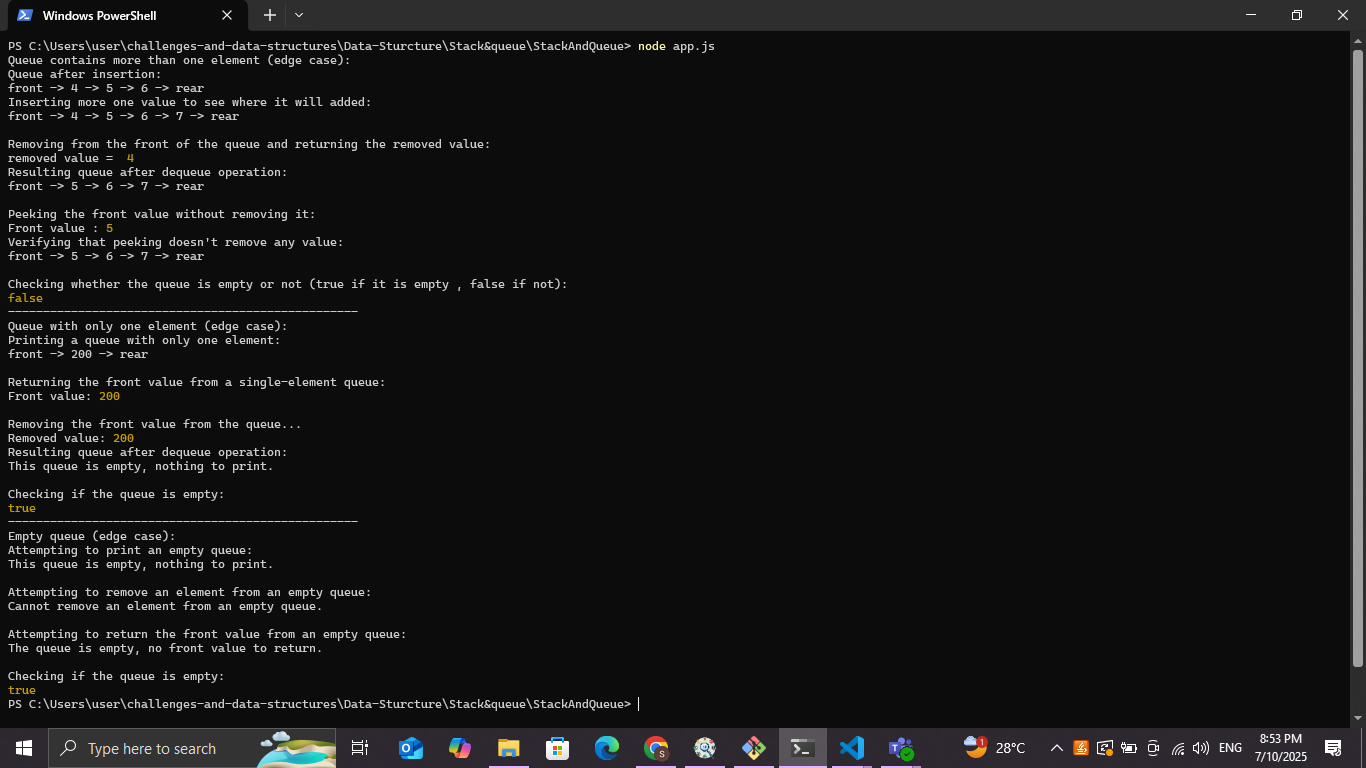 Windows PowerShell
PS C:\Users\user\challenges-and-data-structures\Data-Sturcture\Stack&queue\StackAndQueue> node app.js
Queue contains more than one element (edge case):
Queue after insertion:
front -> 4 -> 5 -> 6 -> rear
Inserting more one value to see where it will added:
front -> 4 -> 5 -> 6 -> 7 -> rear
Removing from the front of the queue and returning the removed value:
removed value =  4
Resulting queue after dequeue operation:
front -> 5 -> 6 -> 7 -> rear
Peeking the front value without removing it:
Front value : 5
Verifying that peeking doesn't remove any value:
front -> 5 -> 6 -> 7 -> rear
Checking whether the queue is empty or not (true if it is empty , false if not):
false
--------------------------------------------------
Queue with only one element (edge case):
Printing a queue with only one element:
front -> 200 -> rear
Returning the front value from a single-element queue:
Front value: 200
Removing the front value from the queue...
Removed value: 200
Resulting queue after dequeue operation:
This queue is empty, nothing to print.
Checking if the queue is empty:
true
--------------------------------------------------
Empty queue (edge case):
Attempting to print an empty queue:
This queue is empty, nothing to print.
Attempting to remove an element from an empty queue:
Cannot remove an element from an empty queue.
Attempting to return the front value from an empty queue:
The queue is empty, no front value to return.
Checking if the queue is empty:
true
PS C:\Users\user\challenges-and-data-structures\Data-Sturcture\Stack&queue\StackAndQueue>
Type here to search
1
28°C
ENG
8:53 PM
7/10/2025